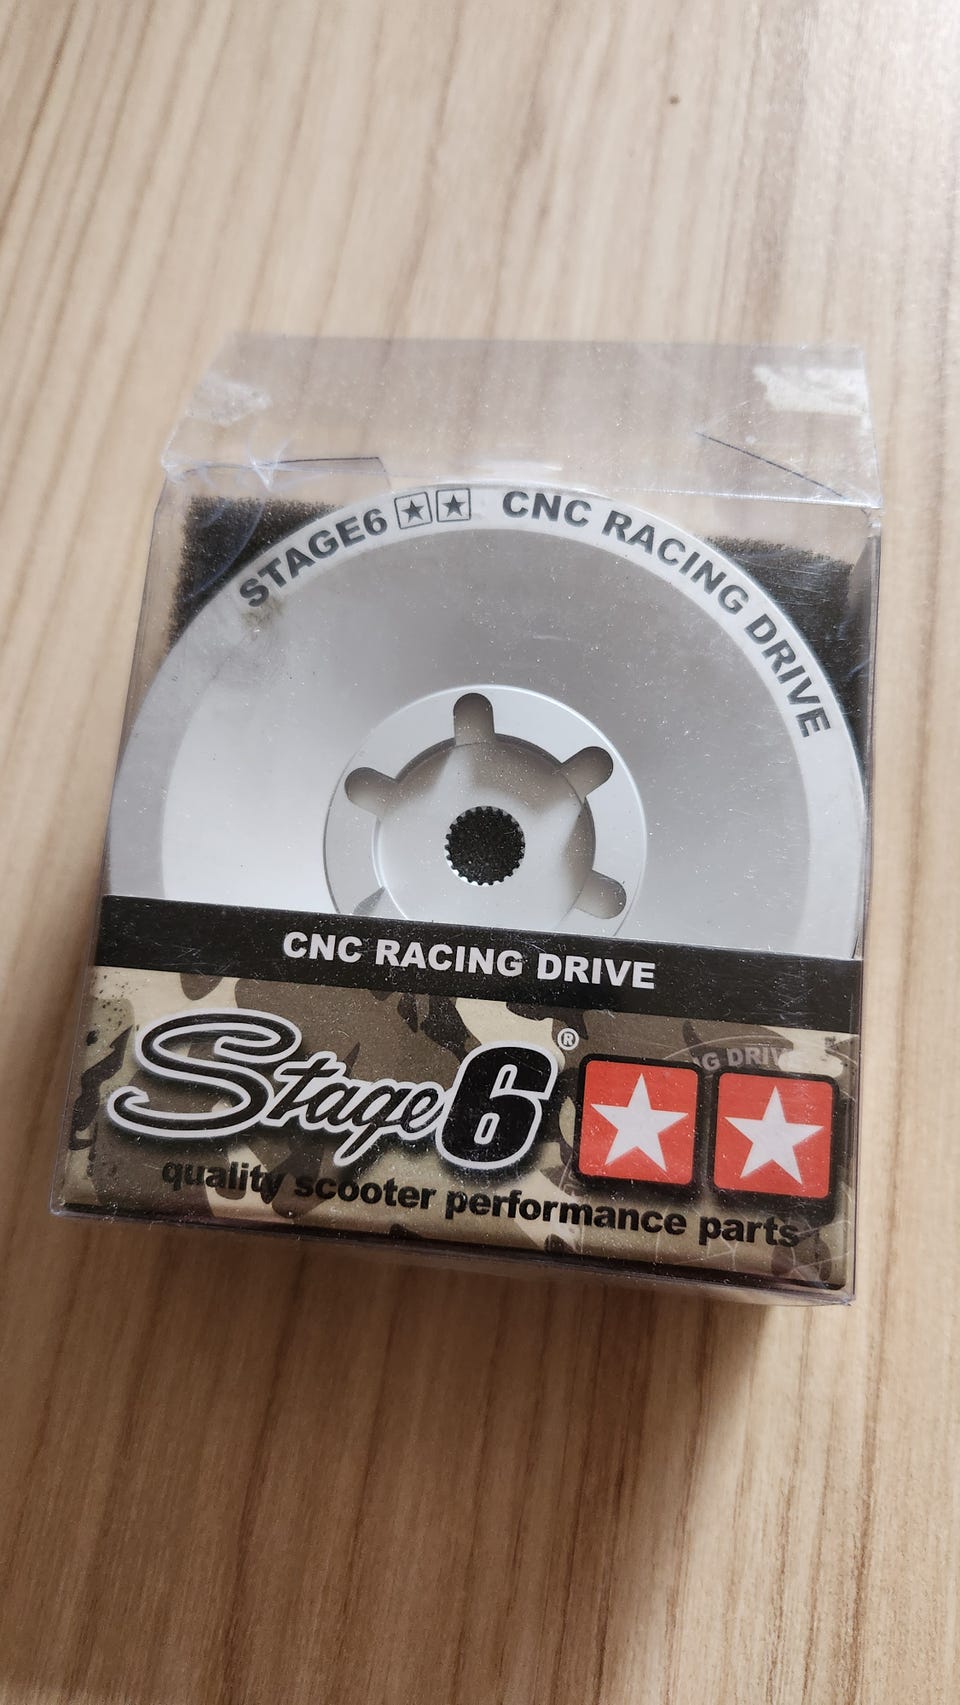 STAGE6 CNC RACING DRIVE
CNC RACING DRIVE
Stage6®
quality scooter performance parts